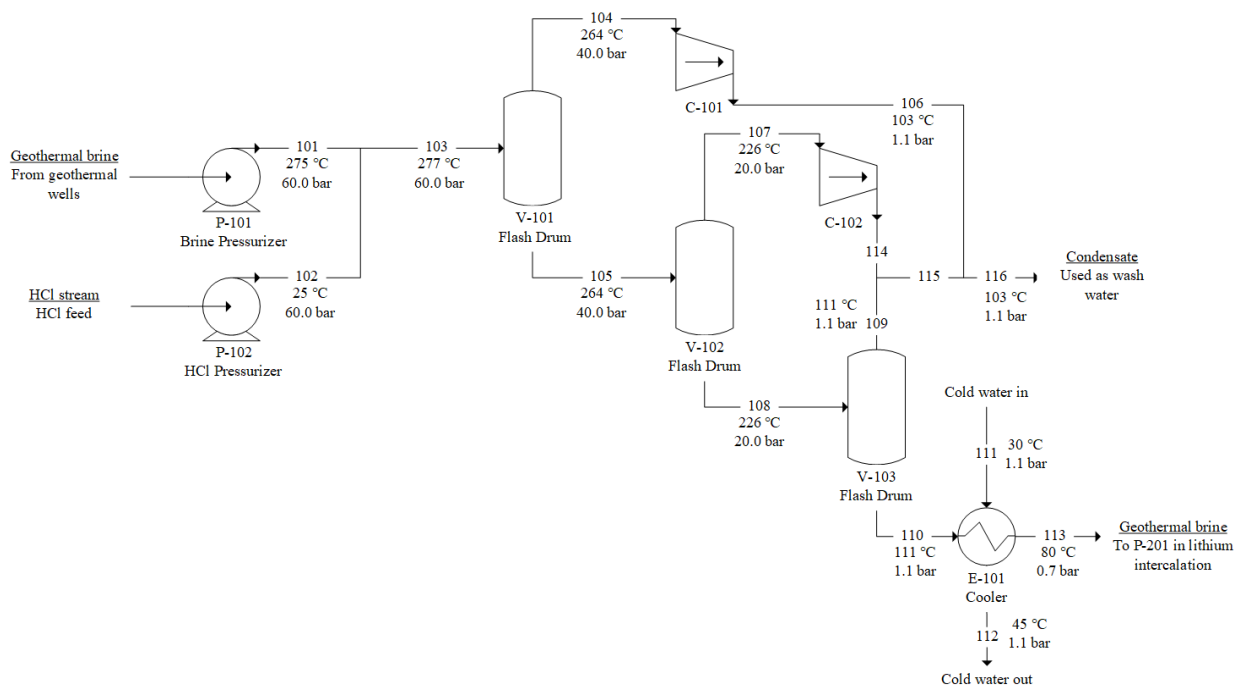 104
264 °C
40.0 bar
C-101
106
103 °C
1.1 bar
Geothermal brine
From geothermal
wells
101
275 °C
60.0 bar
P-101
Brine Pressurizer
103
277 °C
60.0 bar
V-101
Flash Drum
107
226 °C
20.0 bar
C-102
HCl stream
HCl feed
102
25 °C
60.0 bar
P-102
HCl Pressurizer
105
264 °C
40.0 bar
V-102
Flash Drum
114
115
116
103 °C
1.1 bar
Condensate
Used as wash
water
111 °C
1.1 bar
109
108
226 °C
20.0 bar
V-103
Flash Drum
Cold water in
111
30 °C
1.1 bar
110
111 °C
1.1 bar
E-101
Cooler
113
80 °C
0.7 bar
Geothermal brine
To P-201 in lithium
intercalation
112
45 °C
1.1 bar
Cold water out